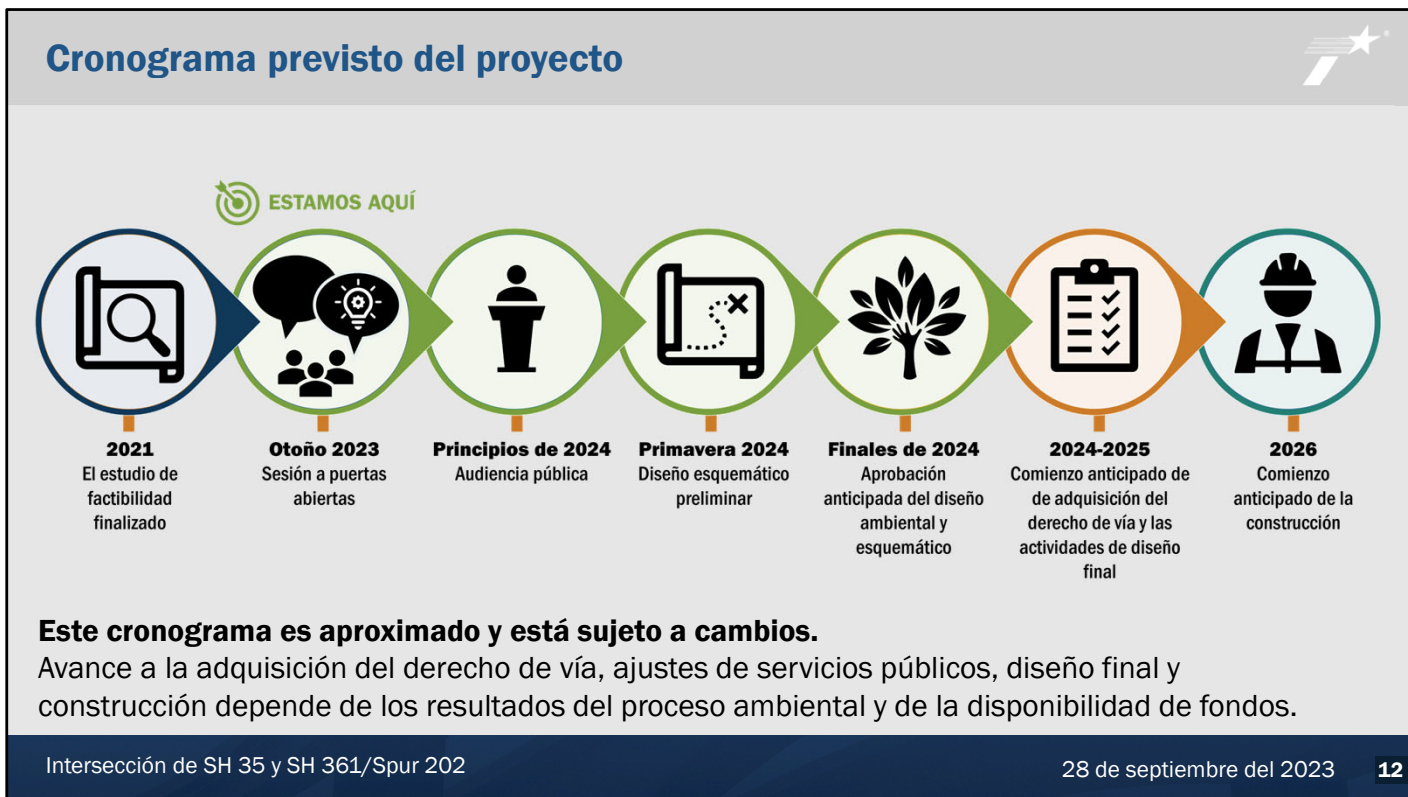 Cronograma previsto del proyecto
ESTAMOS AQUÍ
2021
El estudio de
factibilidad
finalizado
Otoño 2023
Sesión a puertas
abiertas
Principios de 2024
Audiencia pública
Primavera 2024
Diseño esquemático
preliminar
Finales de 2024
Aprobación
anticipada del diseño
ambiental y
esquemático
2024-2025
Comienzo anticipado de
de adquisición del
derecho de vía y las
actividades de diseño
final
2026
Comienzo
anticipado de la
construcción
Este cronograma es aproximado y está sujeto a cambios.
Avance a la adquisición del derecho de vía, ajustes de servicios públicos, diseño final y
construcción depende de los resultados del proceso ambiental y de la disponibilidad de fondos.
Intersección de SH 35 y SH 361/Spur 202
28 de septiembre del 2023
12